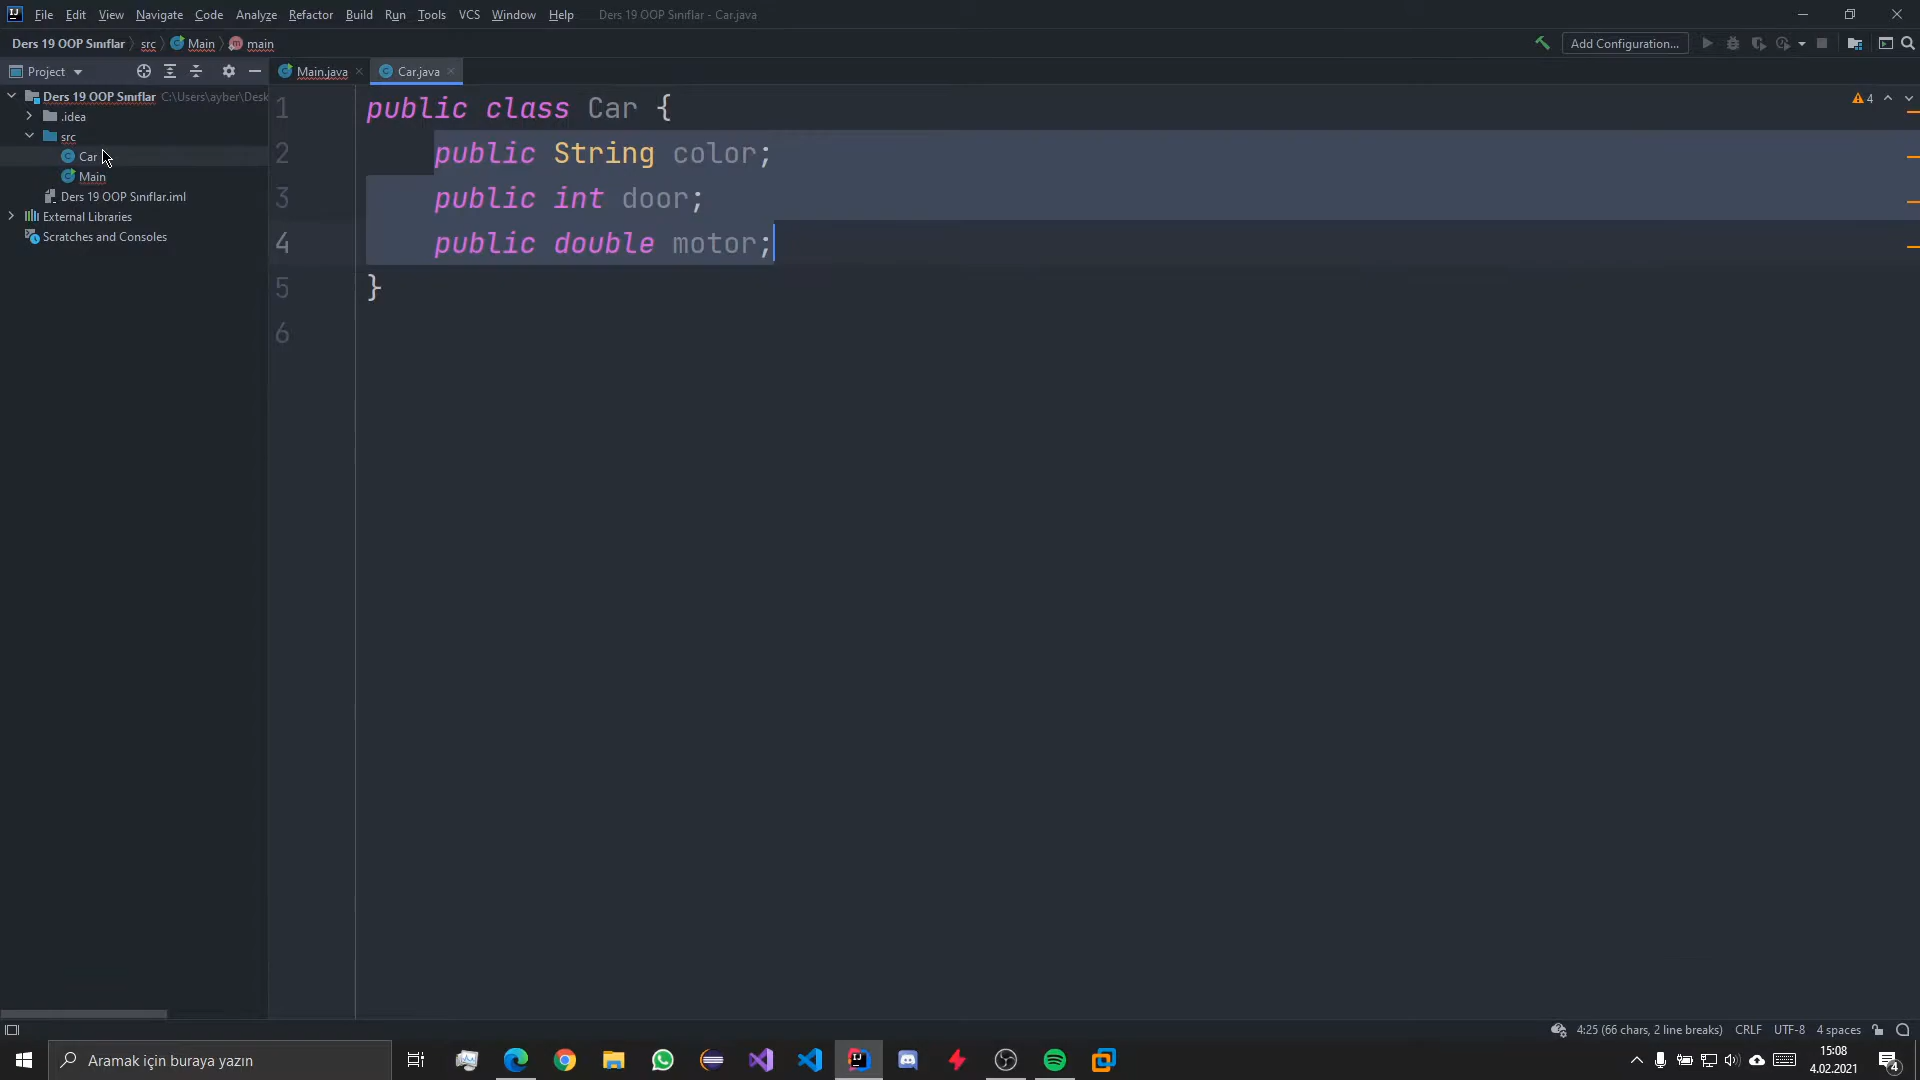 File Edit View Navigate Code Analyze Refactor Build Run Tools VCS Window Help Ders 19 OOP Sınıflar - Car.java
Ders 19 OOP Sınıflar src Main main Add Configuration...
Project Main.java Car.java
Ders 19 OOP Sınıflar C:\Users\ayber\Desk
.idea
src
Car
Main
Ders 19 OOP Sınıflar.iml
External Libraries
Scratches and Consoles
4
1 public class Car {
2 public String color;
3 public int door;
4 public double motor;
5 }
6
4:25 (66 chars, 2 line breaks) CRLF UTF-8 4 spaces
Aramak için buraya yazın
15:08
4.02.2021
4